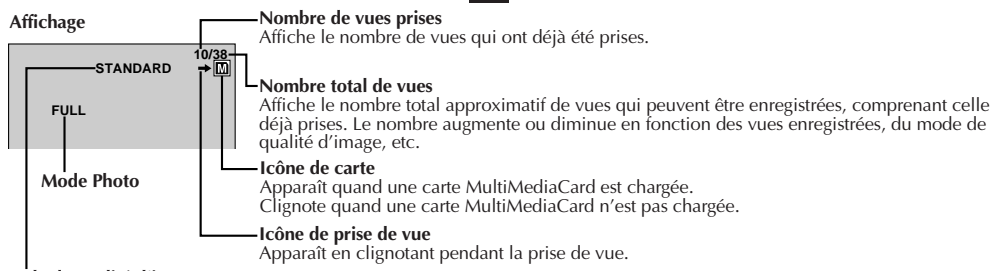 Affichage
10/38
STANDARD
M
FULL
Mode Photo
Nombre de vues prises
Affiche le nombre de vues qui ont déjà été prises.
Nombre total de vues
Affiche le nombre total approximatif de vues qui peuvent être enregistrées, comprenant celle
déjà prises. Le nombre augmente ou diminue en fonction des vues enregistrées, du mode de
qualité d'image, etc.
Icône de carte
Apparaît quand une carte MultiMediaCard est chargée.
Clignote quand une carte MultiMediaCard n'est pas chargée.
Icône de prise de vue
Apparaît en clignotant pendant la prise de vue.